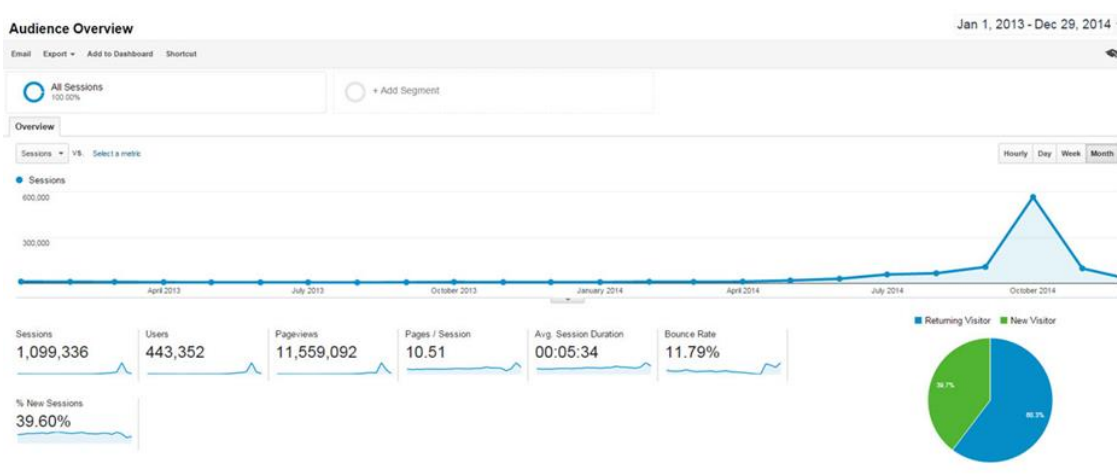 Audience Overview
Jan 1, 2013 - Dec 29, 2014
Email Export Add to Dashboard Shortcut
All Sessions
100.00%
+ Add Segment
Overview
Sessions VS. Select a metric
Hourly Day Week Month
Sessions
600,000
300,000
April 2013 July 2013 October 2013 January 2014 April 2014 July 2014 October 2014
Returning Visitor New Visitor
Sessions Users Pageviews Pages / Session Avg. Session Duration Bounce Rate
1,099,336 443,352 11,559,092 10.51 00:05:34 11.79%
39.7%
60.3%
% New Sessions
39.60%